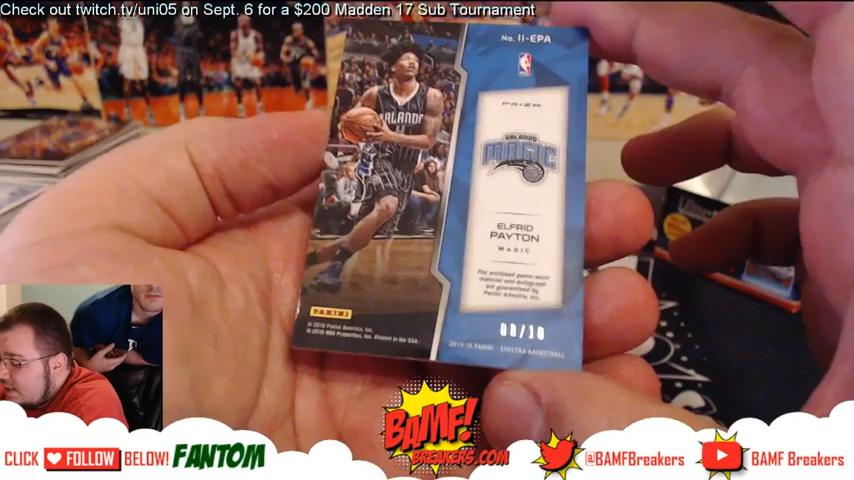 Check out twitch.tv/uni05 on Sept. 6 for a $200 Madden 17 Sub Tournament
No. II-EPA
PRIZM
ORLANDO
MAGIC
ELFRID
PAYTON
MAGIC
The enclosed game-worn
material and autograph
are guaranteed by
Panini America, Inc.
PANINI
© 2016 Panini America, Inc.
© 2016 NBA Properties, Inc. Printed in the USA.
08/10
2015-16 PANINI - SPECTRA BASKETBALL
ORLANDO
CLICK FOLLOW BELOW! FANTOM
BAMF!
BREAKERS.COM
@BAMFBreakers
BAMF Breakers